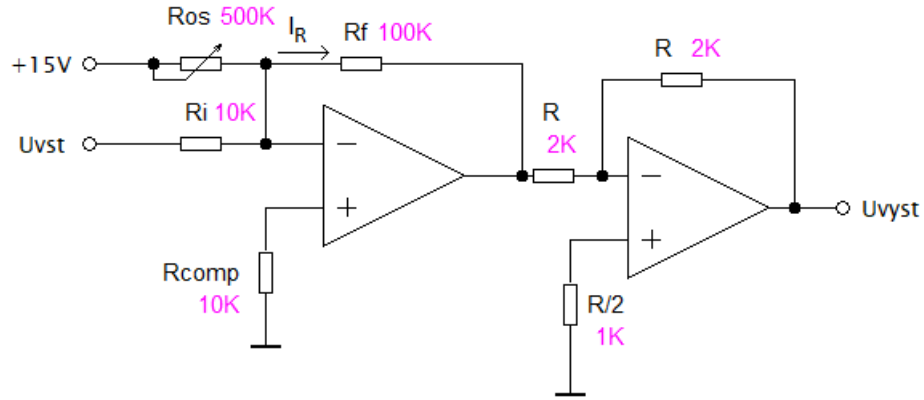 Ros 500K
I_R
Rf 100K
R 2K
+15V
Ri 10K
R
2K
Uvst
−
+
−
+
Uvyst
Rcomp
10K
R/2
1K